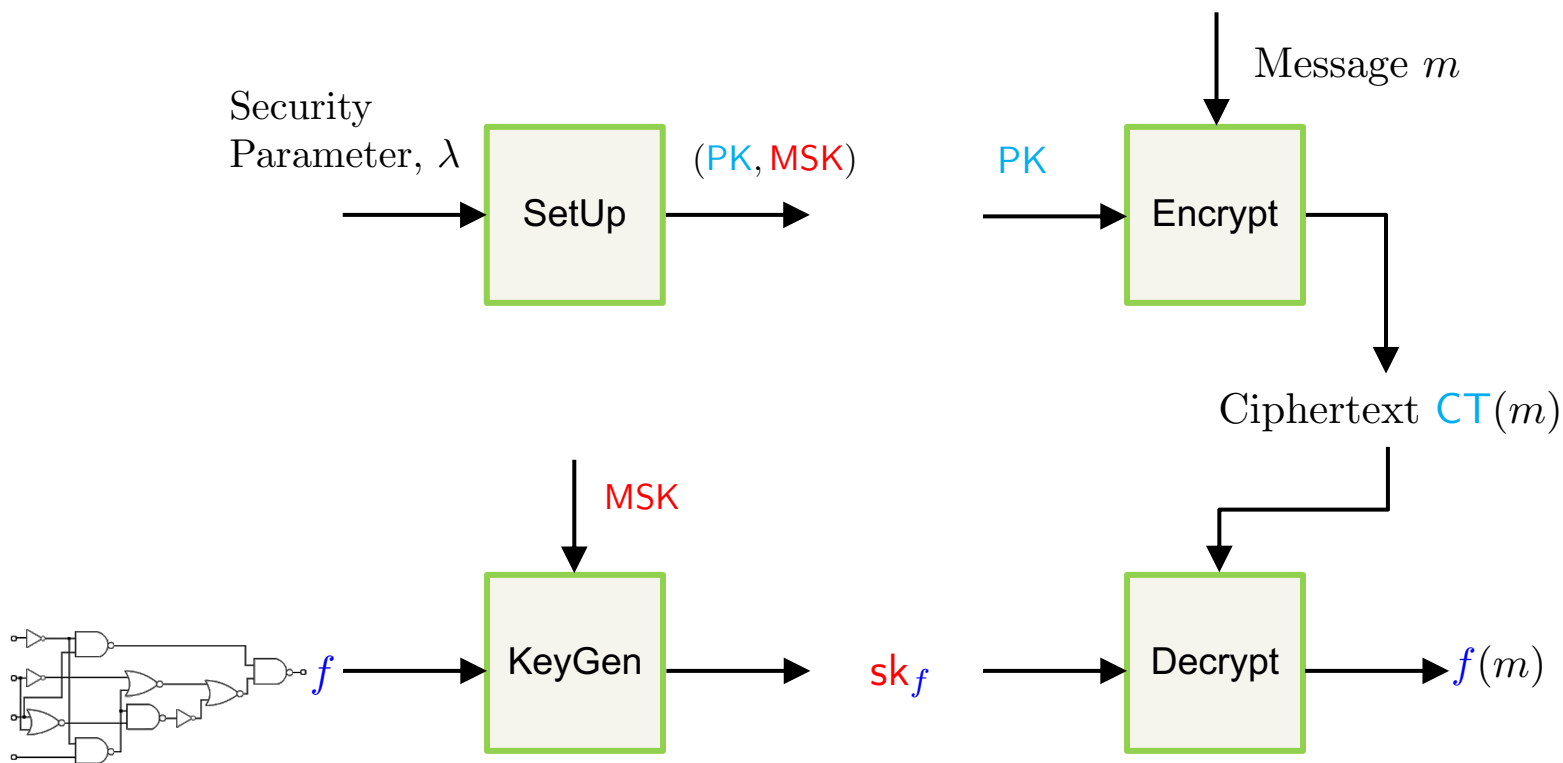 Message m
Security
Parameter, λ
(PK, MSK)
PK
SetUp
Encrypt
Ciphertext CT(m)
MSK
f
KeyGen
sk_f
Decrypt
f(m)